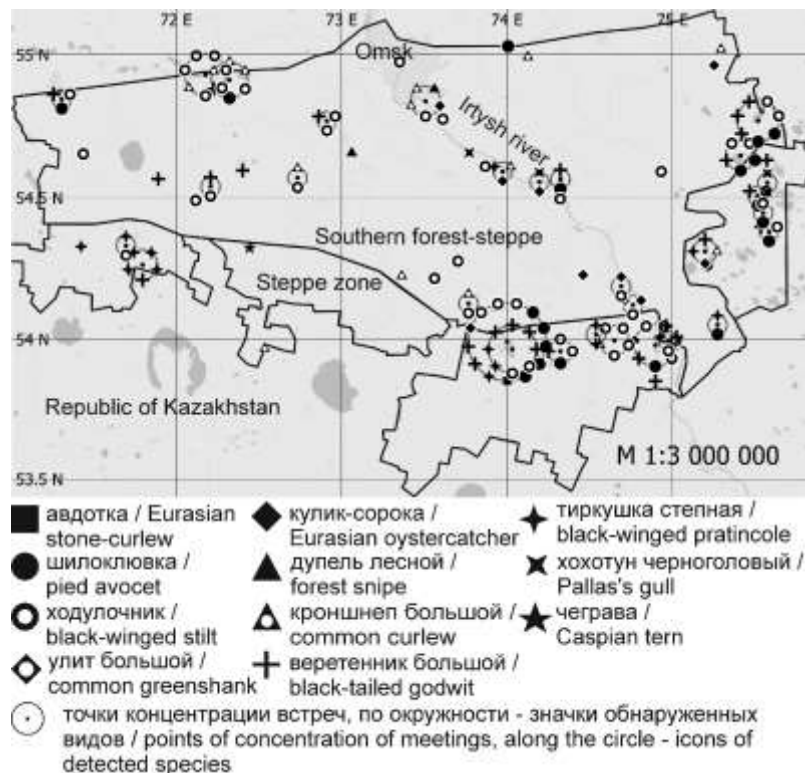 72 E
73 E
74 E
75 E
55 N
Omsk
Irtysh river
54.5 N
Southern forest-steppe
Steppe zone
54 N
Republic of Kazakhstan
М 1:3 000 000
53.5 N
авдотка / Eurasian
stone-curlew
шилоклювка /
pied avocet
ходулочник /
black-winged stilt
улит большой /
common greenshank
кулик-сорока /
Eurasian oystercatcher
дупель лесной /
forest snipe
кроншнеп большой /
common curlew
веретенник большой /
black-tailed godwit
тиркушка степная /
black-winged pratincole
хохотун черноголовый /
Pallas's gull
чеграва /
Caspian tern
точки концентрации встреч, по окружности - значки обнаруженных
видов / points of concentration of meetings, along the circle - icons of
detected species